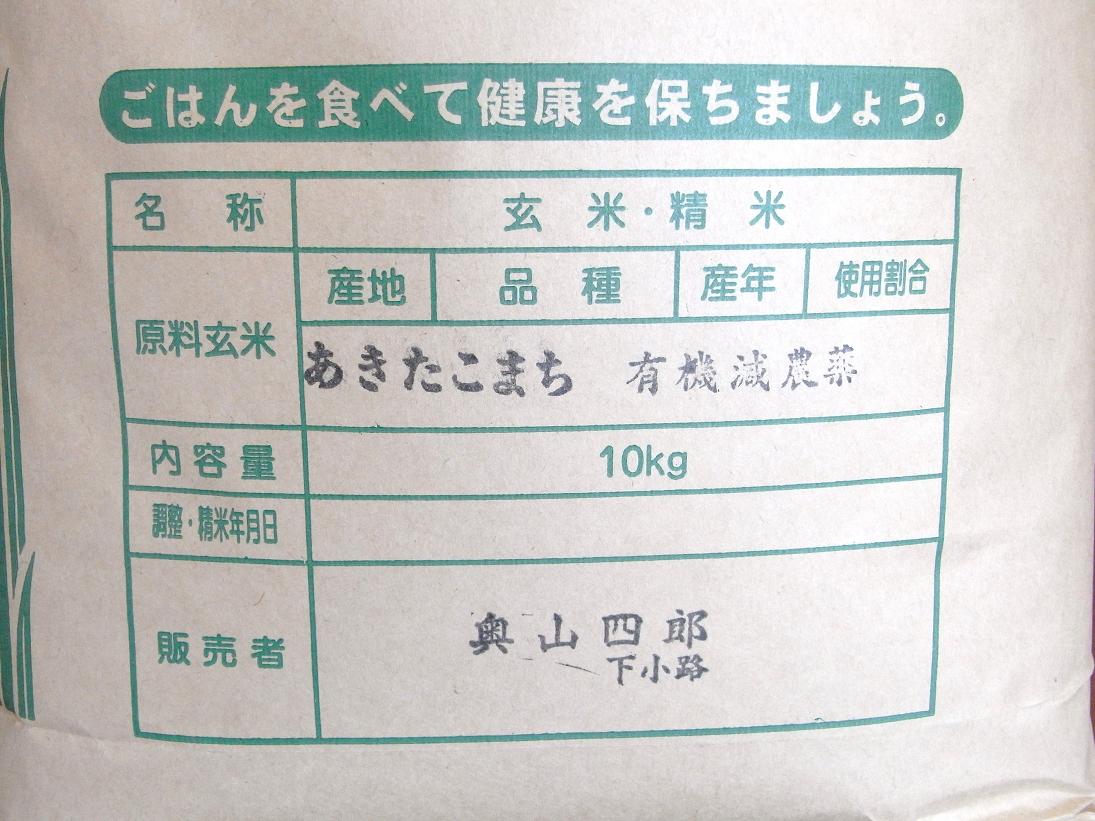 ごはんを食べて健康を保ちましょう。
名称 玄米・精米
産地 品種 産年 使用割合
原料玄米
あきたこまち 有機減農薬
内容量 10kg
調整・精米年月日
販売者
奥山四郎
下小路